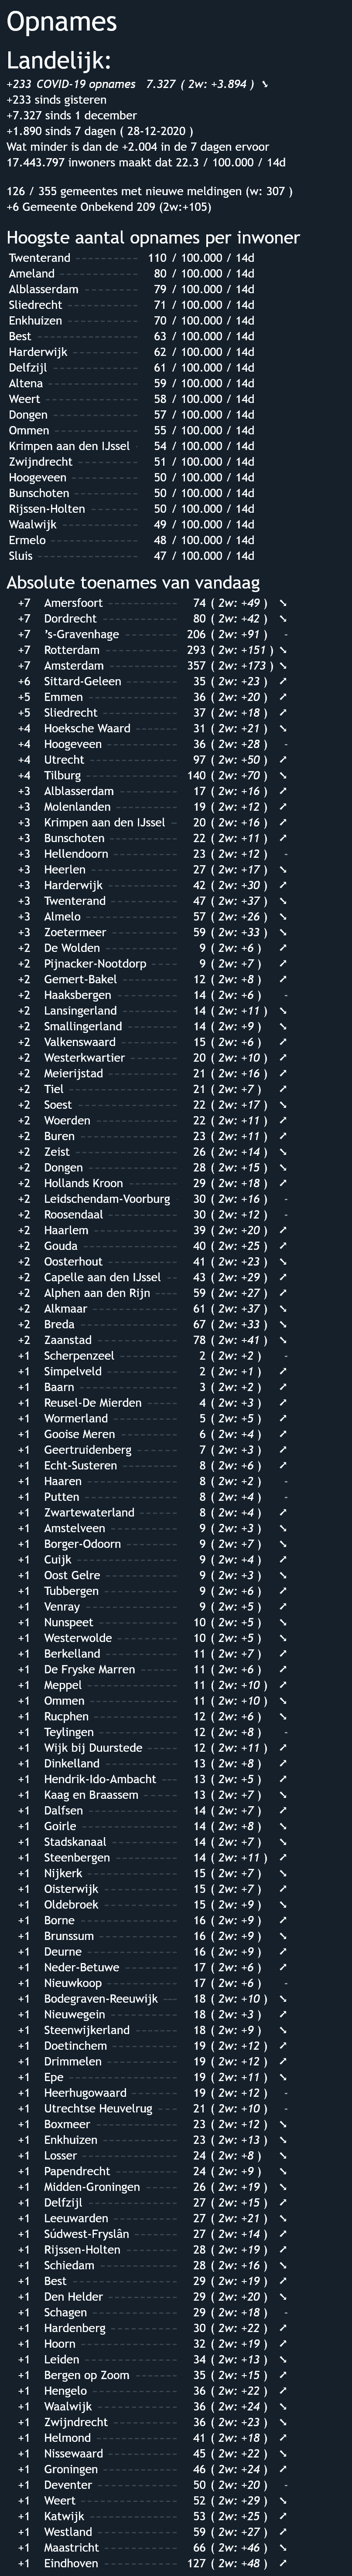 Opnames
Landelijk:
+233 COVID-19 opnames 7.327 ( 2w: +3.894 ) ⤡
+233 sinds gisteren
+7.327 sinds 1 december
+1.890 sinds 7 dagen ( 28-12-2020 )
Wat minder is dan de +2.004 in de 7 dagen ervoor
17.443.797 inwoners maakt dat 22.3 / 100.000 / 14d
126 / 355 gemeentes met nieuwe meldingen (w: 307 )
+6 Gemeente Onbekend 209 (2w:+105)
Hoogste aantal opnames per inwoner
Twenterand 110 / 100.000 / 14d
Ameland 80 / 100.000 / 14d
Alblasserdam 79 / 100.000 / 14d
Sliedrecht 71 / 100.000 / 14d
Enkhuizen 70 / 100.000 / 14d
Best 63 / 100.000 / 14d
Harderwijk 62 / 100.000 / 14d
Delfzijl 61 / 100.000 / 14d
Altena 59 / 100.000 / 14d
Weert 58 / 100.000 / 14d
Dongen 57 / 100.000 / 14d
Ommen 55 / 100.000 / 14d
Krimpen aan den IJssel 54 / 100.000 / 14d
Zwijndrecht 51 / 100.000 / 14d
Hoogeveen 50 / 100.000 / 14d
Bunschoten 50 / 100.000 / 14d
Rijssen-Holten 50 / 100.000 / 14d
Waalwijk 49 / 100.000 / 14d
Ermelo 48 / 100.000 / 14d
Sluis 47 / 100.000 / 14d
Absolute toenames van vandaag
+7 Amersfoort 74 ( 2w: +49 ) ⤡
+7 Dordrecht 80 ( 2w: +42 ) ⤡
+7 's-Gravenhage 206 ( 2w: +91 ) -
+7 Rotterdam 293 ( 2w: +151 ) ⤡
+7 Amsterdam 357 ( 2w: +173 ) ⤡
+6 Sittard-Geleen 35 ( 2w: +23 ) ⤢
+5 Emmen 36 ( 2w: +20 ) ⤢
+5 Sliedrecht 37 ( 2w: +18 ) ⤢
+4 Hoeksche Waard 31 ( 2w: +21 ) ⤡
+4 Hoogeveen 36 ( 2w: +28 ) -
+4 Utrecht 97 ( 2w: +50 ) ⤢
+4 Tilburg 140 ( 2w: +70 ) ⤡
+3 Alblasserdam 17 ( 2w: +16 ) ⤢
+3 Molenlanden 19 ( 2w: +12 ) ⤢
+3 Krimpen aan den IJssel 20 ( 2w: +16 ) ⤢
+3 Bunschoten 22 ( 2w: +11 ) ⤢
+3 Hellendoorn 23 ( 2w: +12 ) -
+3 Heerlen 27 ( 2w: +17 ) ⤡
+3 Harderwijk 42 ( 2w: +30 ) ⤢
+3 Twenterand 47 ( 2w: +37 ) ⤡
+3 Almelo 57 ( 2w: +26 ) ⤡
+3 Zoetermeer 59 ( 2w: +33 ) ⤡
+2 De Wolden 9 ( 2w: +6 ) ⤢
+2 Pijnacker-Nootdorp 9 ( 2w: +7 ) ⤢
+2 Gemert-Bakel 12 ( 2w: +8 ) ⤢
+2 Haaksbergen 14 ( 2w: +6 ) -
+2 Lansingerland 14 ( 2w: +11 ) ⤡
+2 Smallingerland 14 ( 2w: +9 ) ⤡
+2 Valkenswaard 15 ( 2w: +6 ) ⤢
+2 Westerkwartier 20 ( 2w: +10 ) ⤢
+2 Meierijstad 21 ( 2w: +16 ) ⤢
+2 Tiel 21 ( 2w: +7 ) ⤢
+2 Soest 22 ( 2w: +17 ) ⤡
+2 Woerden 22 ( 2w: +11 ) ⤢
+2 Buren 23 ( 2w: +11 ) ⤢
+2 Zeist 26 ( 2w: +14 ) ⤡
+2 Dongen 28 ( 2w: +15 ) ⤡
+2 Hollands Kroon 29 ( 2w: +18 ) ⤢
+2 Leidschendam-Voorburg 30 ( 2w: +16 ) -
+2 Roosendaal 30 ( 2w: +12 ) -
+2 Haarlem 39 ( 2w: +20 ) ⤢
+2 Gouda 40 ( 2w: +25 ) ⤢
+2 Oosterhout 41 ( 2w: +23 ) ⤡
+2 Capelle aan den IJssel 43 ( 2w: +29 ) ⤢
+2 Alphen aan den Rijn 59 ( 2w: +27 ) ⤢
+2 Alkmaar 61 ( 2w: +37 ) ⤡
+2 Breda 67 ( 2w: +33 ) ⤡
+2 Zaanstad 78 ( 2w: +41 ) ⤡
+1 Scherpenzeel 2 ( 2w: +2 ) -
+1 Simpelveld 2 ( 2w: +1 ) ⤢
+1 Baarn 3 ( 2w: +2 ) ⤢
+1 Reusel-De Mierden 4 ( 2w: +3 ) ⤢
+1 Wormerland 5 ( 2w: +5 ) ⤢
+1 Gooise Meren 6 ( 2w: +4 ) ⤢
+1 Geertruidenberg 7 ( 2w: +3 ) ⤢
+1 Echt-Susteren 8 ( 2w: +6 ) ⤢
+1 Haaren 8 ( 2w: +2 ) -
+1 Putten 8 ( 2w: +4 ) -
+1 Zwartewaterland 8 ( 2w: +4 ) ⤢
+1 Amstelveen 9 ( 2w: +3 ) ⤡
+1 Borger-Odoorn 9 ( 2w: +7 ) ⤡
+1 Cuijk 9 ( 2w: +4 ) ⤢
+1 Oost Gelre 9 ( 2w: +3 ) ⤡
+1 Tubbergen 9 ( 2w: +6 ) ⤢
+1 Venray 9 ( 2w: +5 ) ⤢
+1 Nunspeet 10 ( 2w: +5 ) ⤡
+1 Westerwolde 10 ( 2w: +5 ) ⤡
+1 Berkelland 11 ( 2w: +7 ) ⤢
+1 De Fryske Marren 11 ( 2w: +6 ) ⤢
+1 Meppel 11 ( 2w: +10 ) ⤢
+1 Ommen 11 ( 2w: +10 ) ⤡
+1 Rucphen 12 ( 2w: +6 ) ⤡
+1 Teylingen 12 ( 2w: +8 ) -
+1 Wijk bij Duurstede 12 ( 2w: +11 ) ⤢
+1 Dinkelland 13 ( 2w: +8 ) ⤢
+1 Hendrik-Ido-Ambacht 13 ( 2w: +5 ) ⤢
+1 Kaag en Braassem 13 ( 2w: +7 ) ⤡
+1 Dalfsen 14 ( 2w: +7 ) ⤢
+1 Goirle 14 ( 2w: +8 ) ⤡
+1 Stadskanaal 14 ( 2w: +7 ) ⤡
+1 Steenbergen 14 ( 2w: +11 ) ⤢
+1 Nijkerk 15 ( 2w: +7 ) ⤡
+1 Oisterwijk 15 ( 2w: +7 ) ⤢
+1 Oldebroek 15 ( 2w: +9 ) ⤡
+1 Borne 16 ( 2w: +9 ) ⤢
+1 Brunssum 16 ( 2w: +9 ) ⤡
+1 Deurne 16 ( 2w: +9 ) ⤢
+1 Neder-Betuwe 17 ( 2w: +6 ) ⤢
+1 Nieuwkoop 17 ( 2w: +6 ) -
+1 Bodegraven-Reeuwijk 18 ( 2w: +10 ) ⤡
+1 Nieuwegein 18 ( 2w: +3 ) ⤢
+1 Steenwijkerland 18 ( 2w: +9 ) ⤡
+1 Doetinchem 19 ( 2w: +12 ) ⤢
+1 Drimmelen 19 ( 2w: +12 ) ⤢
+1 Epe 19 ( 2w: +11 ) ⤡
+1 Heerhugowaard 19 ( 2w: +12 ) -
+1 Utrechtse Heuvelrug 21 ( 2w: +10 ) -
+1 Boxmeer 23 ( 2w: +12 ) ⤡
+1 Enkhuizen 23 ( 2w: +13 ) ⤡
+1 Losser 24 ( 2w: +8 ) ⤡
+1 Papendrecht 24 ( 2w: +9 ) ⤢
+1 Midden-Groningen 26 ( 2w: +19 ) ⤡
+1 Delfzijl 27 ( 2w: +15 ) ⤢
+1 Leeuwarden 27 ( 2w: +21 ) ⤡
+1 Súdwest-Fryslân 27 ( 2w: +14 ) ⤢
+1 Rijssen-Holten 28 ( 2w: +19 ) ⤢
+1 Schiedam 28 ( 2w: +16 ) ⤡
+1 Best 29 ( 2w: +19 ) ⤢
+1 Den Helder 29 ( 2w: +20 ) ⤡
+1 Schagen 29 ( 2w: +18 ) -
+1 Hardenberg 30 ( 2w: +22 ) ⤢
+1 Hoorn 32 ( 2w: +19 ) ⤢
+1 Leiden 34 ( 2w: +13 ) ⤡
+1 Bergen op Zoom 35 ( 2w: +15 ) ⤢
+1 Hengelo 36 ( 2w: +22 ) ⤢
+1 Waalwijk 36 ( 2w: +24 ) ⤡
+1 Zwijndrecht 36 ( 2w: +23 ) ⤡
+1 Helmond 41 ( 2w: +18 ) ⤢
+1 Nissewaard 45 ( 2w: +22 ) ⤡
+1 Groningen 46 ( 2w: +24 ) ⤢
+1 Deventer 50 ( 2w: +20 ) -
+1 Weert 52 ( 2w: +29 ) ⤡
+1 Katwijk 53 ( 2w: +25 ) ⤢
+1 Westland 59 ( 2w: +27 ) ⤢
+1 Maastricht 66 ( 2w: +46 ) ⤡
+1 Eindhoven 127 ( 2w: +48 ) ⤢